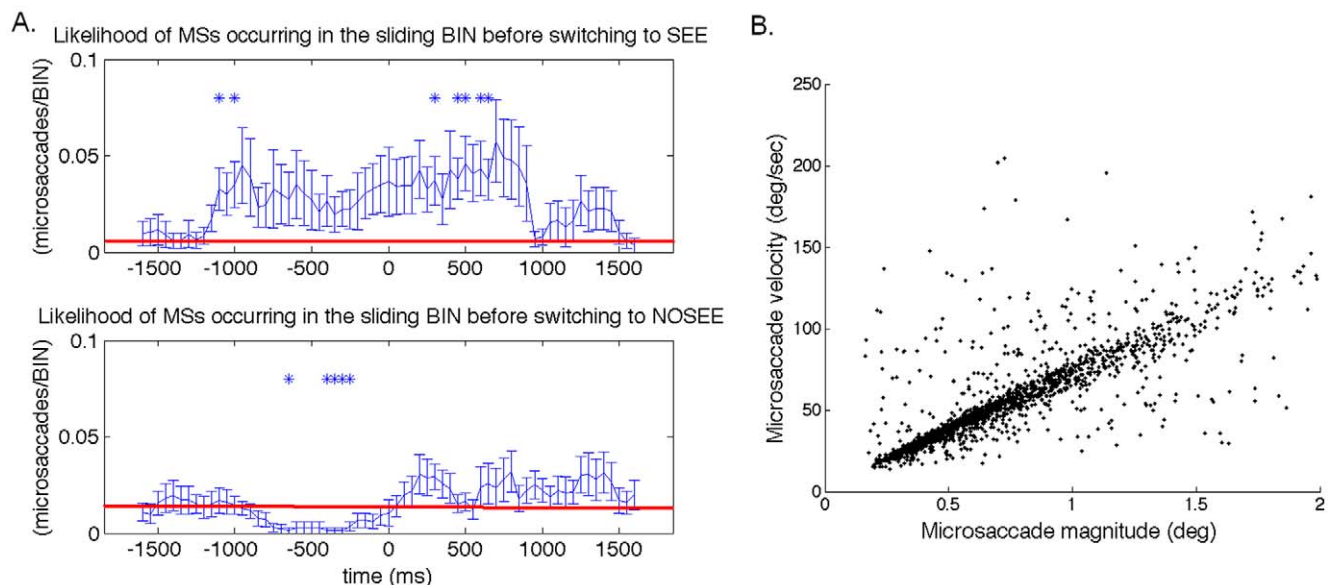 A.
Likelihood of MSs occurring in the sliding BIN before switching to SEE
(microsaccades/BIN)
0.1
0.05
0
-1500 -1000 -500 0 500 1000 1500
Likelihood of MSs occurring in the sliding BIN before switching to NOSEE
(microsaccades/BIN)
0.1
0.05
0
-1500 -1000 -500 0 500 1000 1500
time (ms)
B.
Microsaccade velocity (deg/sec)
250
200
150
100
50
0
0 0.5 1 1.5 2
Microsaccade magnitude (deg)